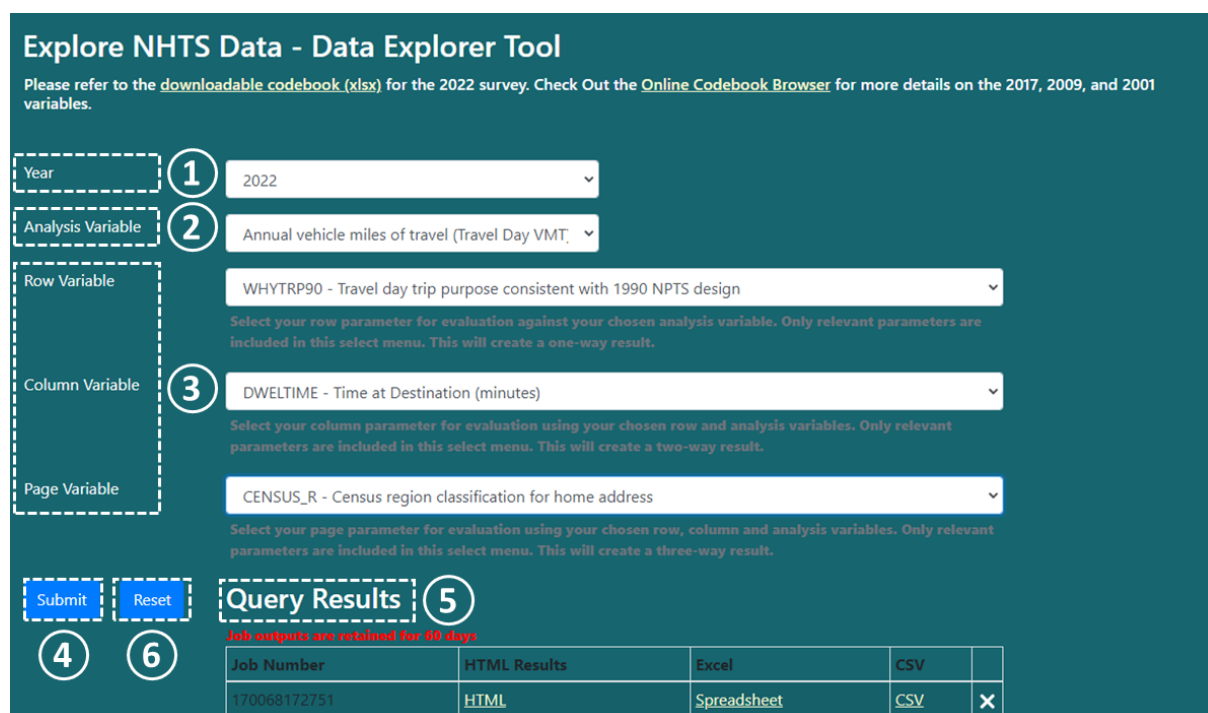 Explore NHTS Data - Data Explorer Tool
Please refer to the downloadable codebook (xlsx) for the 2022 survey. Check Out the Online Codebook Browser for more details on the 2017, 2009, and 2001
variables.
Year
1
2022
Analysis Variable
2
Annual vehicle miles of travel (Travel Day VMT
Row Variable
WHYTRP90 - Travel day trip purpose consistent with 1990 NPTS design
Select your row parameter for evaluation against your chosen analysis variable. Only relevant parameters are
included in this select menu. This will create a one-way result.
Column Variable
3
DWELTIME - Time at Destination (minutes)
Select your column parameter for evaluation using your chosen row and analysis variables. Only relevant
parameters are included in this select menu. This will create a two-way result.
Page Variable
CENSUS_R - Census region classification for home address
Select your page parameter for evaluation using your chosen row, column and analysis variables. Only relevant
parameters are included in this select menu. This will create a three-way result.
Submit
Reset
Query Results
5
4
6
Job outputs are retained for 60 days
Job Number HTML Results Excel CSV
170068172751 HTML Spreadsheet CSV ×